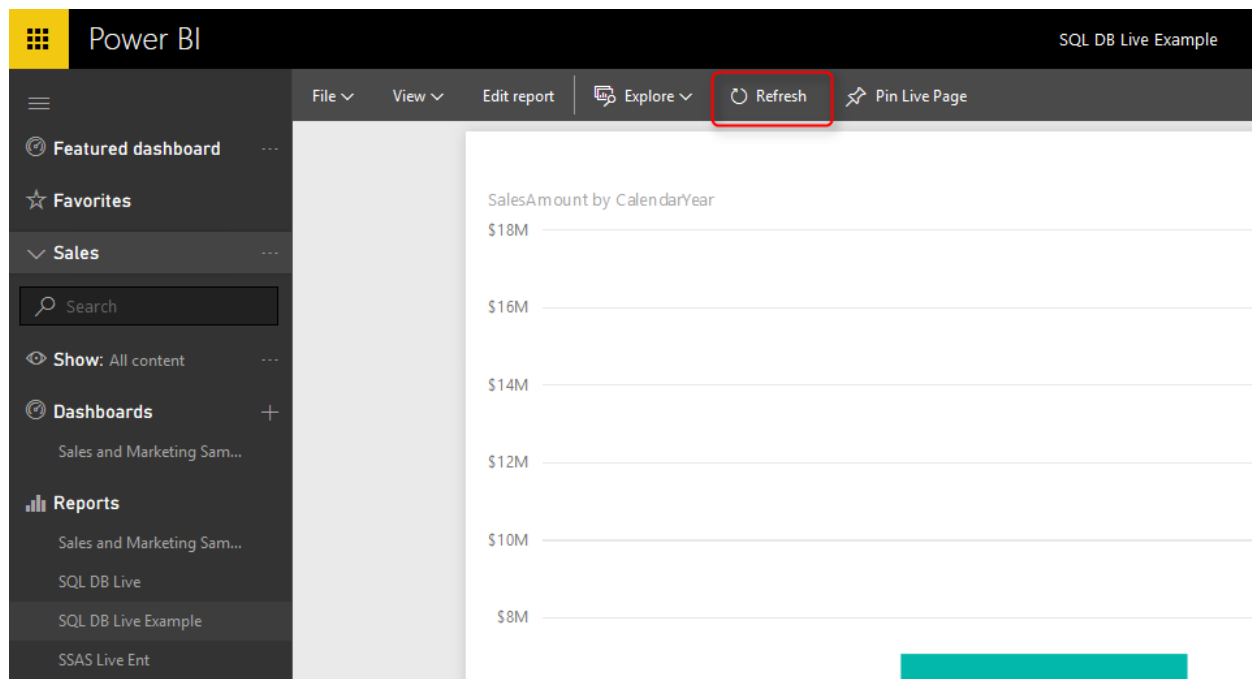 Power BI
SQL DB Live Example
File
View
Edit report
Explore
Refresh
Pin Live Page
Featured dashboard
Favorites
Sales
Search
Show: All content
Dashboards
Sales and Marketing Sam...
Reports
Sales and Marketing Sam...
SQL DB Live
SQL DB Live Example
SSAS Live Ent
SalesAmount by CalendarYear
$18M
$16M
$14M
$12M
$10M
$8M